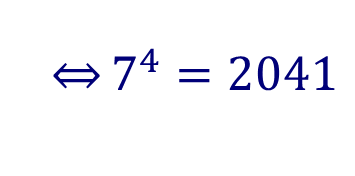 ⇔ 7⁴ = 2041